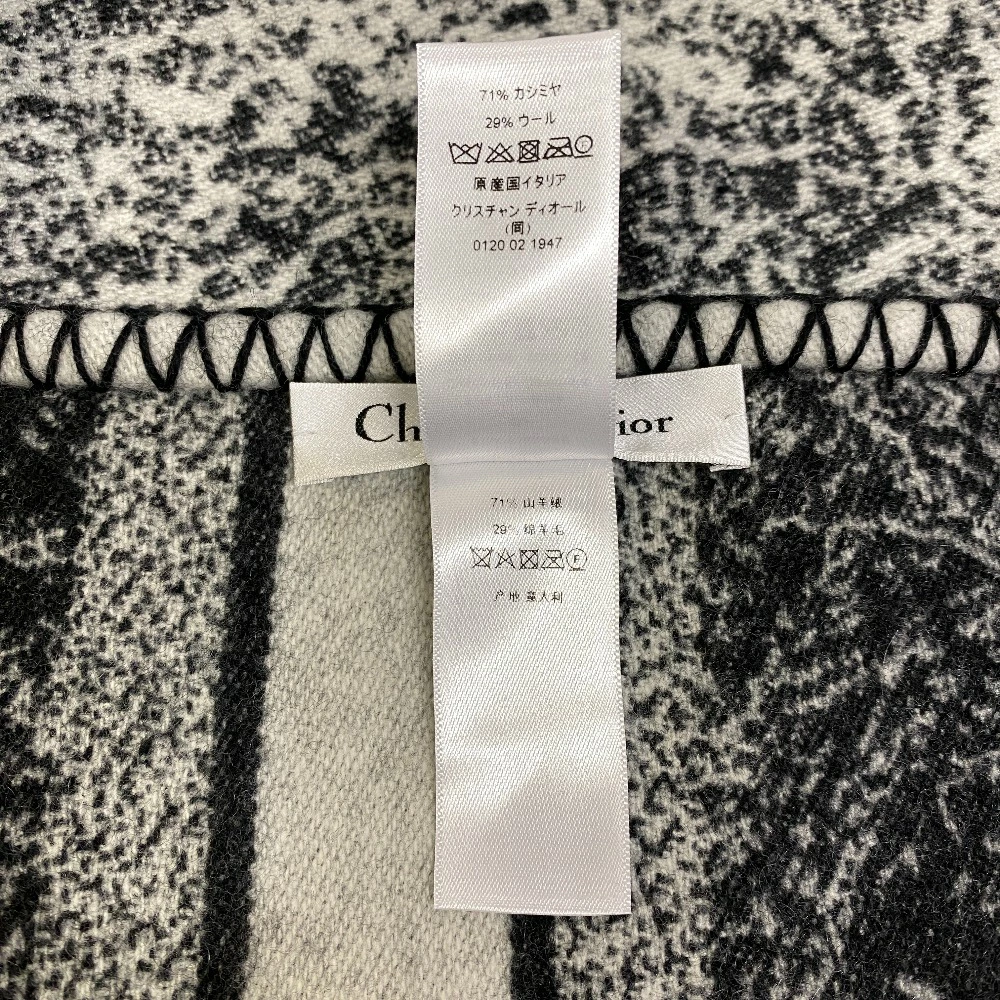 71% カシミヤ
29% ウール
原産国イタリア
クリスチャン ディオール
(同)
0120 02 1947
Ch ior
71% 山羊绒
29% 绵羊毛
F
产地 意大利